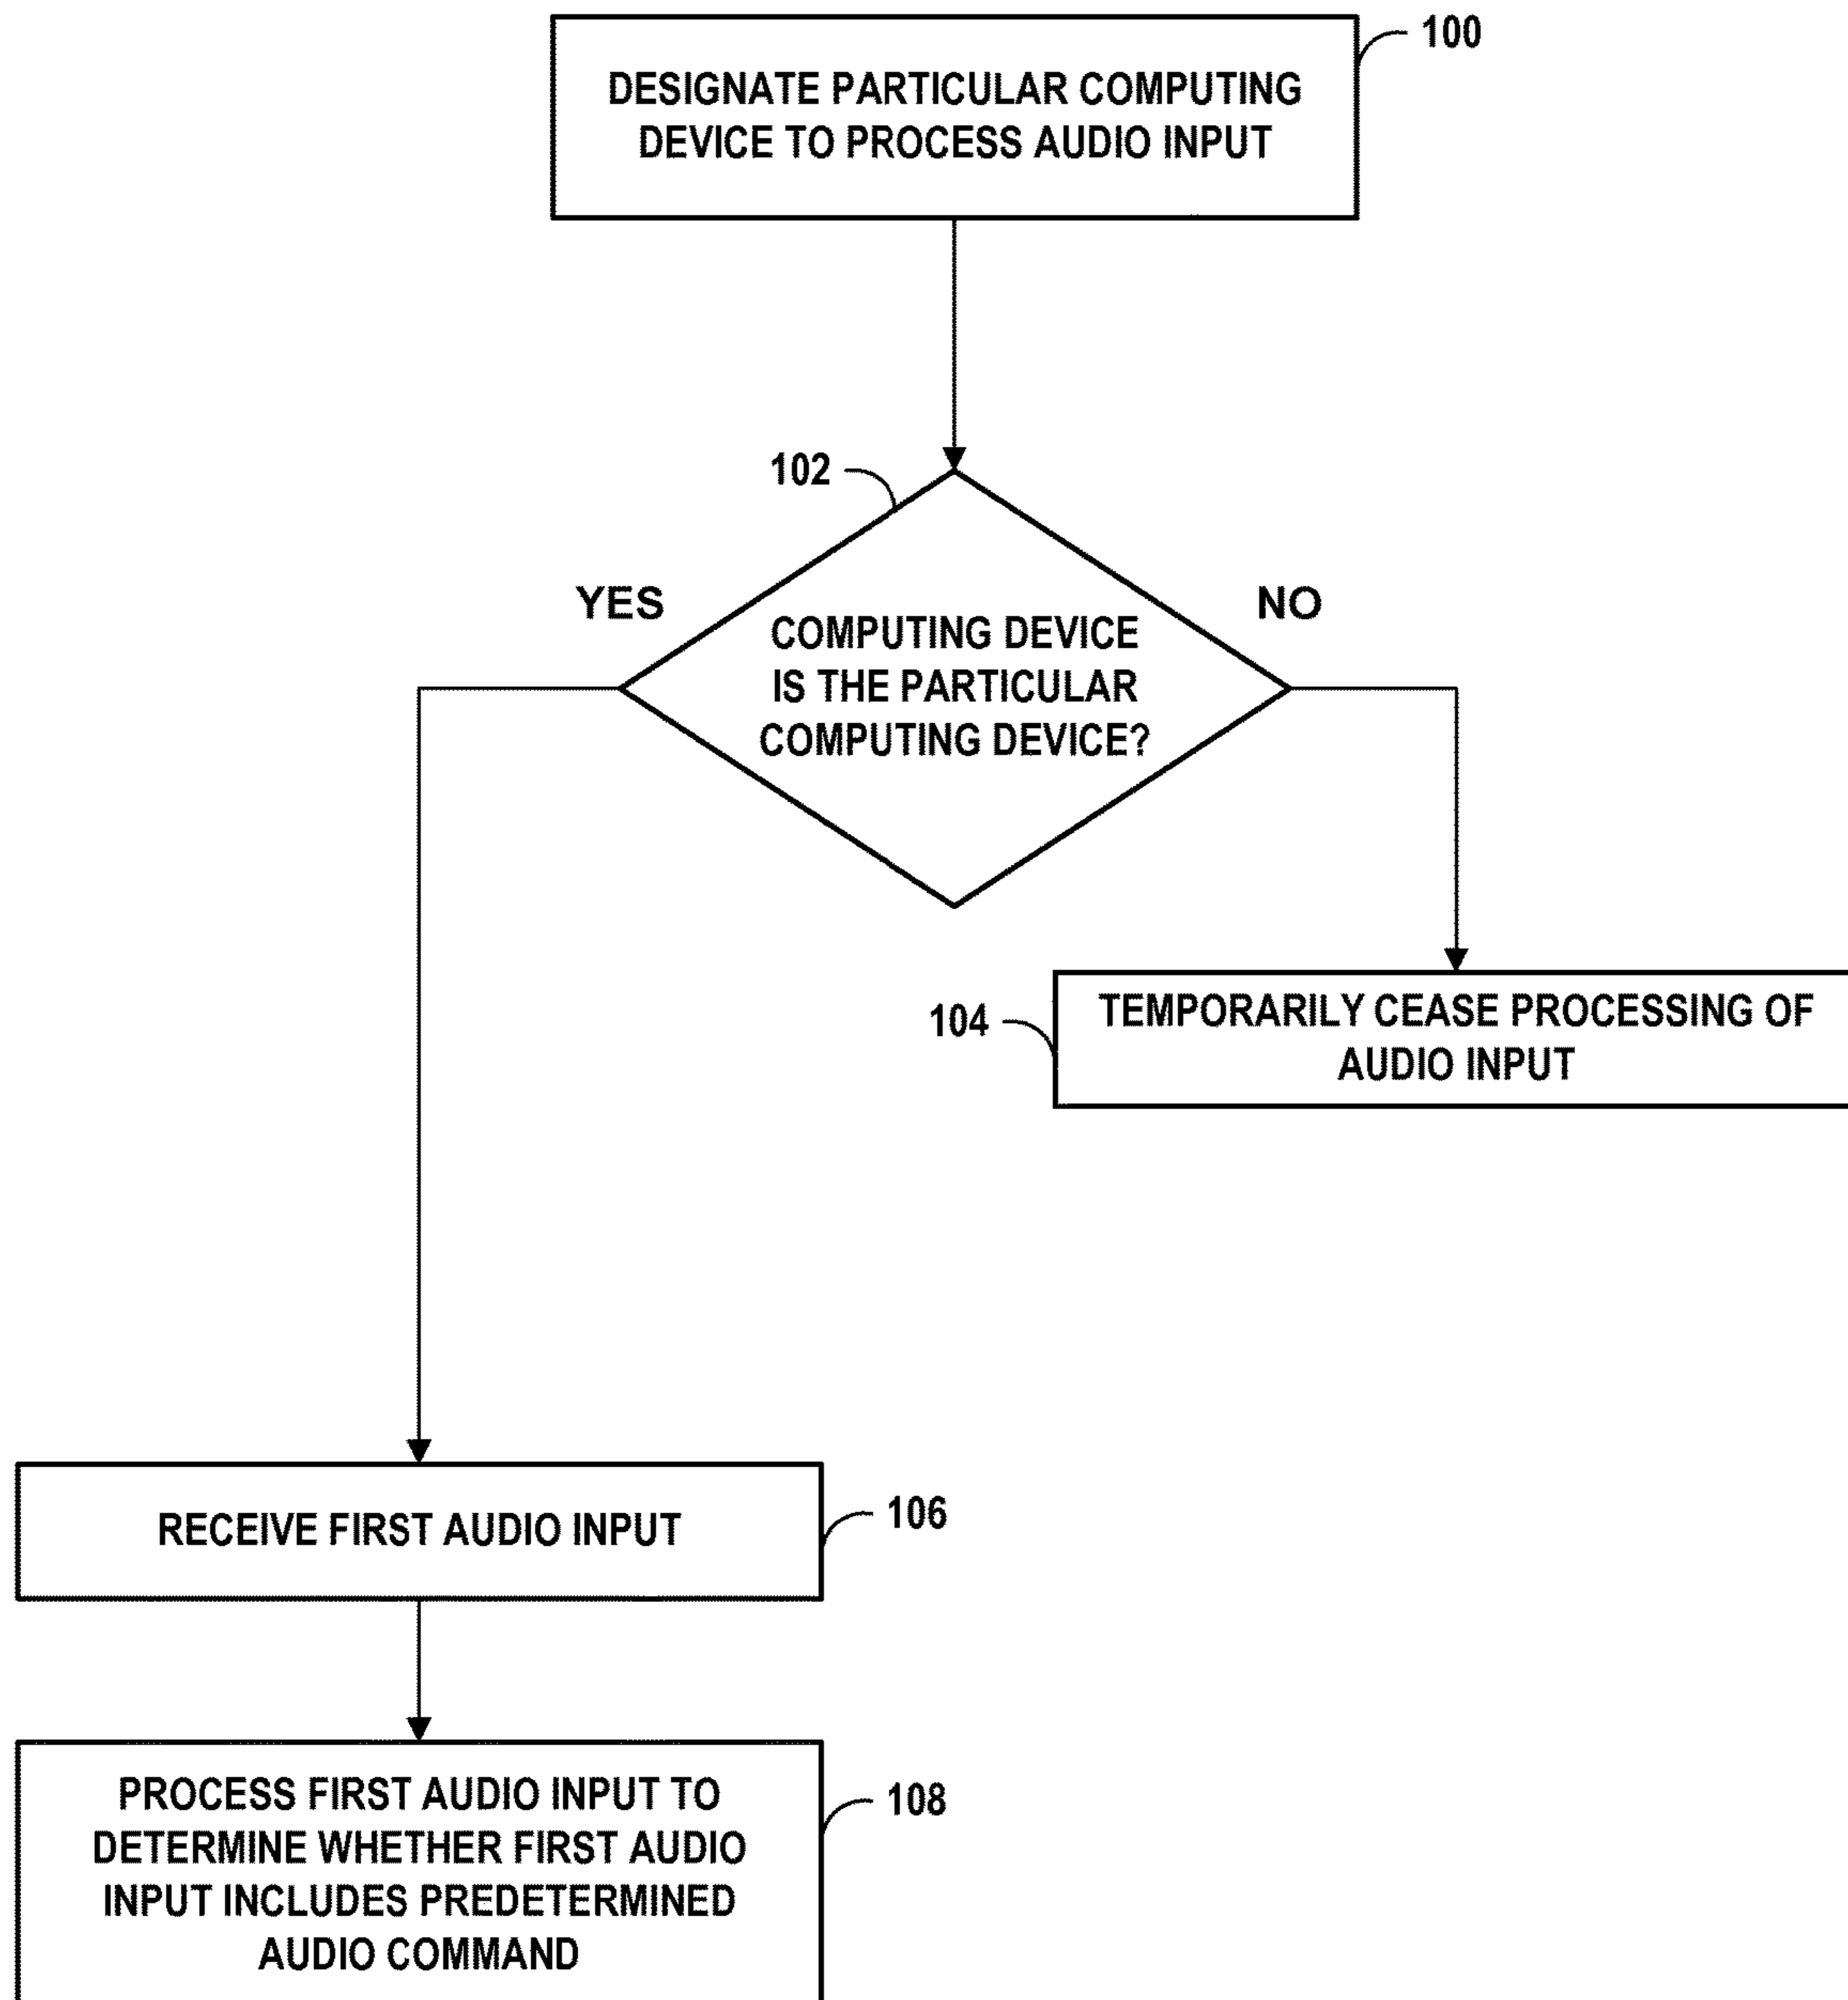 100
DESIGNATE PARTICULAR COMPUTING
DEVICE TO PROCESS AUDIO INPUT
102
YES
NO
COMPUTING DEVICE
IS THE PARTICULAR
COMPUTING DEVICE?
104
TEMPORARILY CEASE PROCESSING OF
AUDIO INPUT
RECEIVE FIRST AUDIO INPUT
106
PROCESS FIRST AUDIO INPUT TO
DETERMINE WHETHER FIRST AUDIO
INPUT INCLUDES PREDETERMINED
AUDIO COMMAND
108